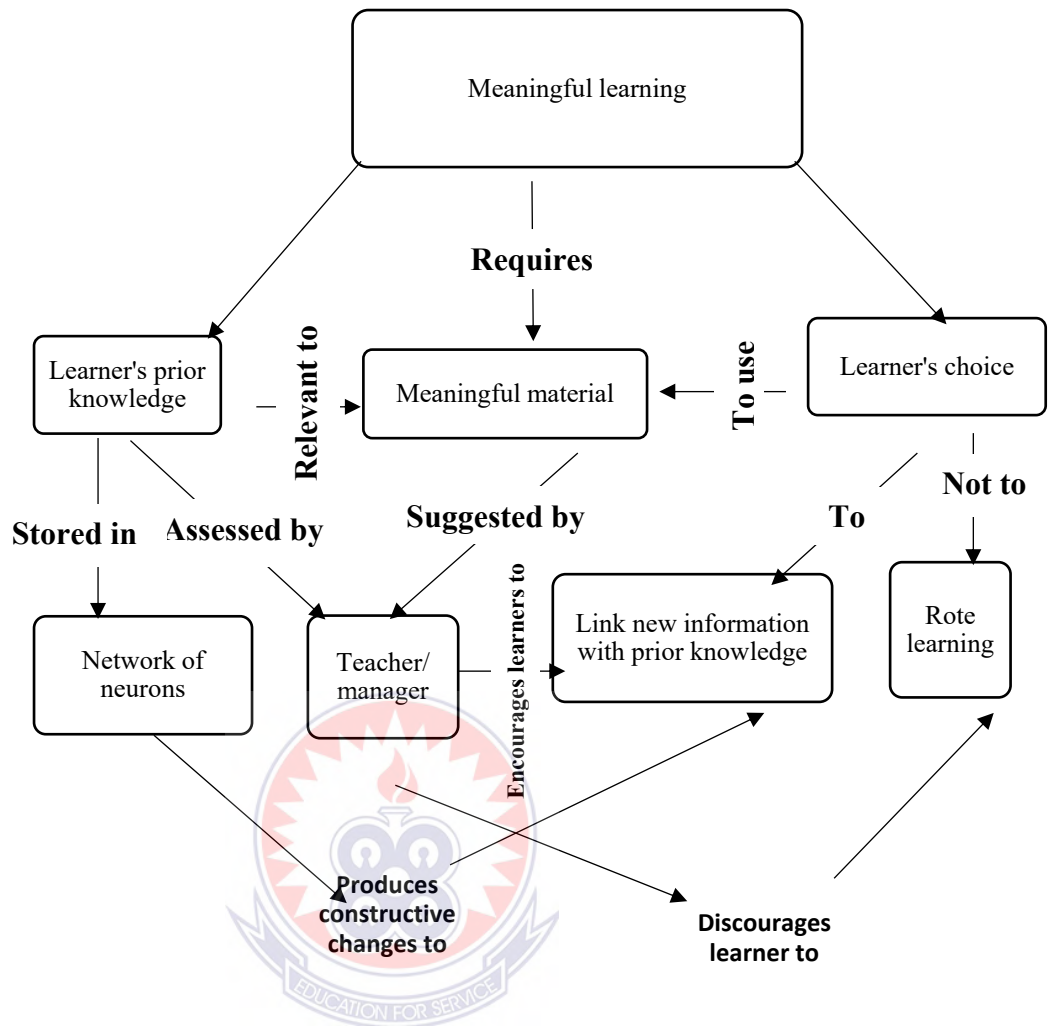 Meaningful learning
Requires
Learner's prior
knowledge
Relevant to
Meaningful material
To use
Learner's choice
Stored in
Assessed by
Suggested by
To
Not to
Network of
neurons
Teacher/
manager
Encourages learners to
Link new information
with prior knowledge
Rote
learning
Produces
constructive
changes to
Discourages
learner to
EDUCATION FOR SERVICE